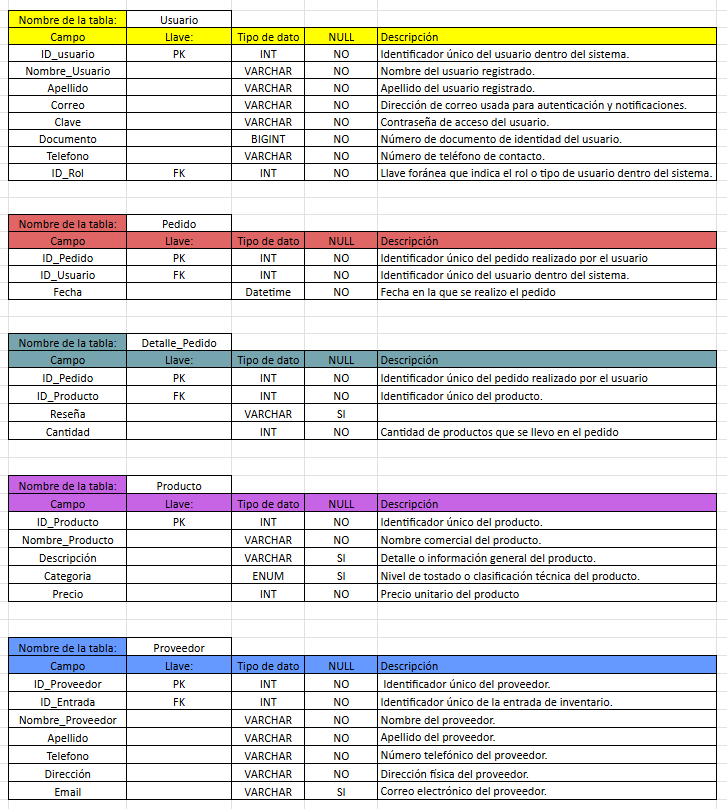 Nombre de la tabla: Usuario
Campo Llave: Tipo de dato NULL Descripción
ID_usuario PK INT NO Identificador único del usuario dentro del sistema.
Nombre_Usuario VARCHAR NO Nombre del usuario registrado.
Apellido VARCHAR NO Apellido del usuario registrado.
Correo VARCHAR NO Dirección de correo usada para autenticación y notificaciones.
Clave VARCHAR NO Contraseña de acceso del usuario.
Documento BIGINT NO Número de documento de identidad del usuario.
Telefono VARCHAR NO Número de teléfono de contacto.
ID_Rol FK INT NO Llave foránea que indica el rol o tipo de usuario dentro del sistema.
Nombre de la tabla: Pedido
Campo Llave: Tipo de dato NULL Descripción
ID_Pedido PK INT NO Identificador único del pedido realizado por el usuario
ID_Usuario FK INT NO Identificador único del usuario dentro del sistema.
Fecha Datetime NO Fecha en la que se realizo el pedido
Nombre de la tabla: Detalle_Pedido
Campo Llave: Tipo de dato NULL Descripción
ID_Pedido PK INT NO Identificador único del pedido realizado por el usuario
ID_Producto FK INT NO Identificador único del producto.
Reseña VARCHAR SI
Cantidad INT NO Cantidad de productos que se llevo en el pedido
Nombre de la tabla: Producto
Campo Llave: Tipo de dato NULL Descripción
ID_Producto PK INT NO Identificador único del producto.
Nombre_Producto VARCHAR NO Nombre comercial del producto.
Descripción VARCHAR SI Detalle o información general del producto.
Categoria ENUM SI Nivel de tostado o clasificación técnica del producto.
Precio INT NO Precio unitario del producto
Nombre de la tabla: Proveedor
Campo Llave: Tipo de dato NULL Descripción
ID_Proveedor PK INT NO Identificador único del proveedor.
ID_Entrada FK INT NO Identificador único de la entrada de inventario.
Nombre_Proveedor VARCHAR NO Nombre del proveedor.
Apellido VARCHAR NO Apellido del proveedor.
Telefono VARCHAR NO Número telefónico del proveedor.
Dirección VARCHAR NO Dirección física del proveedor.
Email VARCHAR SI Correo electrónico del proveedor.